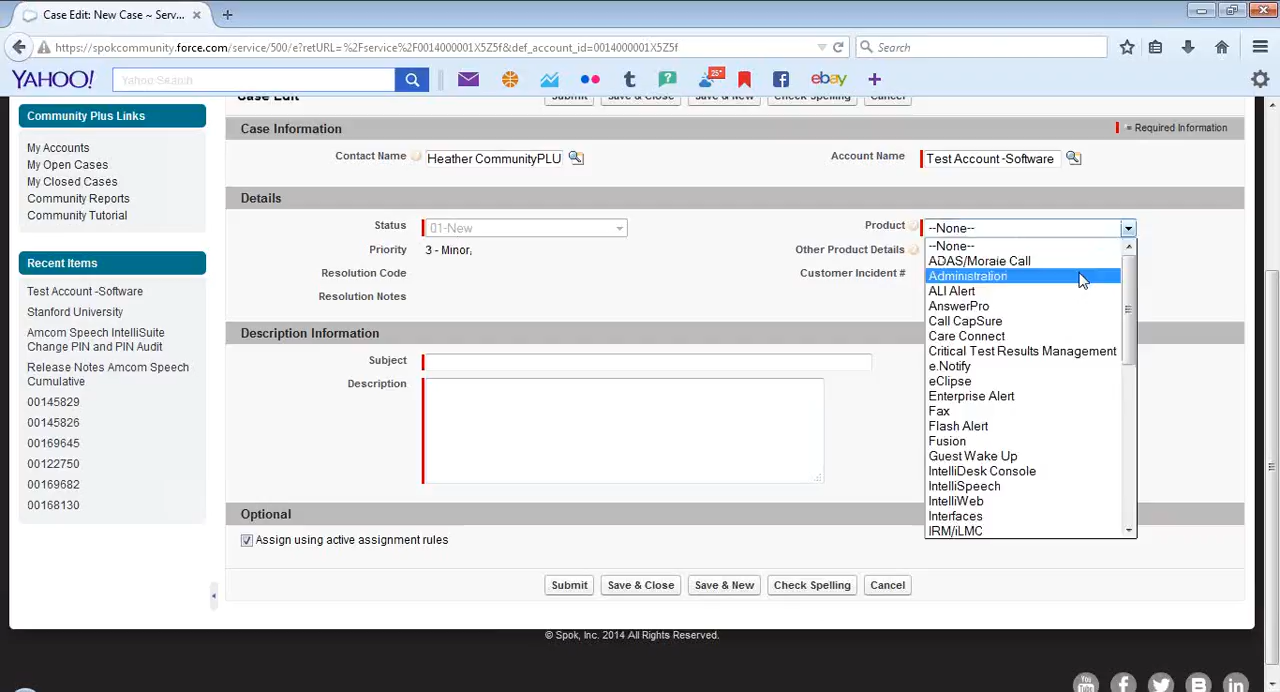 Case Edit: New Case ~ Serv...
https://spokcommunity.force.com/service/500/e?retURL=%2Fservice%2F0014000001X5Z5f&def_account_id=0014000001X5Z5f
Search
YAHOO!
Yahoo Search
25°
ebay
Case Edit
Submit
Save & Close
Save & New
Check Spelling
Cancel
Community Plus Links
My Accounts
My Open Cases
My Closed Cases
Community Reports
Community Tutorial
Recent Items
Test Account -Software
Stanford University
Amcom Speech IntelliSuite
Change PIN and PIN Audit
Release Notes Amcom Speech
Cumulative
00145829
00145826
00169645
00122750
00169682
00168130
Case Information
= Required Information
Contact Name
Heather CommunityPLU
Account Name
Test Account -Software
Details
Status
01-New
Product
--None--
Priority
3 - Minor,
Other Product Details
Resolution Code
Customer Incident #
Resolution Notes
--None--
ADAS/Morale Call
Administration
ALI Alert
AnswerPro
Call CapSure
Care Connect
Critical Test Results Management
e.Notify
eClipse
Enterprise Alert
Fax
Flash Alert
Fusion
Guest Wake Up
IntelliDesk Console
IntelliSpeech
IntelliWeb
Interfaces
IRM/iLMC
Description Information
Subject
Description
Optional
Assign using active assignment rules
Submit
Save & Close
Save & New
Check Spelling
Cancel
© Spok, Inc. 2014 All Rights Reserved.